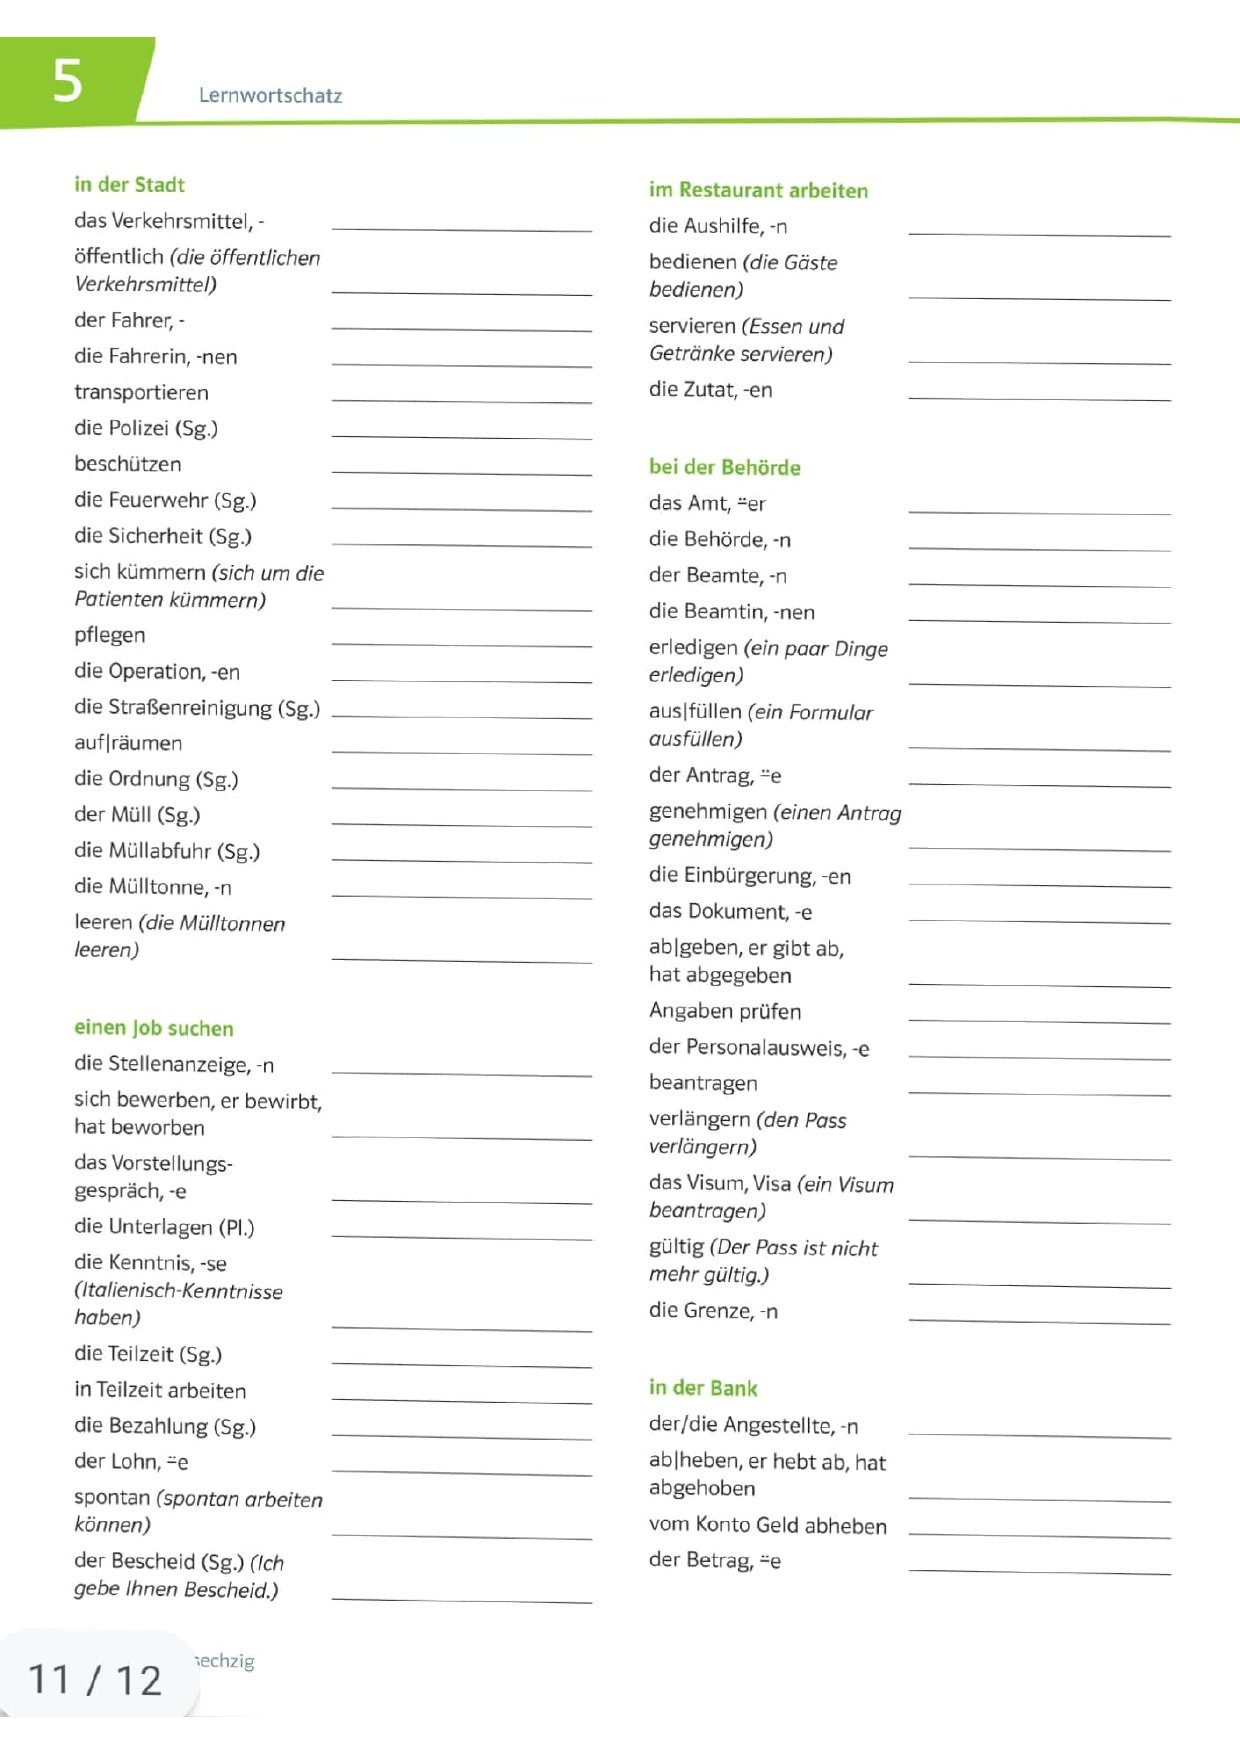 5
Lernwortschatz
in der Stadt
das Verkehrsmittel, -
öffentlich (die öffentlichen
Verkehrsmittel)
der Fahrer, -
die Fahrerin, -nen
transportieren
die Polizei (Sg.)
beschützen
die Feuerwehr (Sg.)
die Sicherheit (Sg.)
sich kümmern (sich um die
Patienten kümmern)
pflegen
die Operation, -en
die Straßenreinigung (Sg.)
auf|räumen
die Ordnung (Sg.)
der Müll (Sg.)
die Müllabfuhr (Sg.)
die Mülltonne, -n
leeren (die Mülltonnen
leeren)
einen Job suchen
die Stellenanzeige, -n
sich bewerben, er bewirbt,
hat beworben
das Vorstellungs-
gespräch, -e
die Unterlagen (Pl.)
die Kenntnis, -se
(Italienisch-Kenntnisse
haben)
die Teilzeit (Sg.)
in Teilzeit arbeiten
die Bezahlung (Sg.)
der Lohn, ¨-e
spontan (spontan arbeiten
können)
der Bescheid (Sg.) (Ich
gebe Ihnen Bescheid.)
im Restaurant arbeiten
die Aushilfe, -n
bedienen (die Gäste
bedienen)
servieren (Essen und
Getränke servieren)
die Zutat, -en
bei der Behörde
das Amt, ¨-er
die Behörde, -n
der Beamte, -n
die Beamtin, -nen
erledigen (ein paar Dinge
erledigen)
aus|füllen (ein Formular
ausfüllen)
der Antrag, ¨-e
genehmigen (einen Antrag
genehmigen)
die Einbürgerung, -en
das Dokument, -e
ab|geben, er gibt ab,
hat abgegeben
Angaben prüfen
der Personalausweis, -e
beantragen
verlängern (den Pass
verlängern)
das Visum, Visa (ein Visum
beantragen)
gültig (Der Pass ist nicht
mehr gültig.)
die Grenze, -n
in der Bank
der/die Angestellte, -n
ab|heben, er hebt ab, hat
abgehoben
vom Konto Geld abheben
der Betrag, ¨-e
sechzig
11 / 12